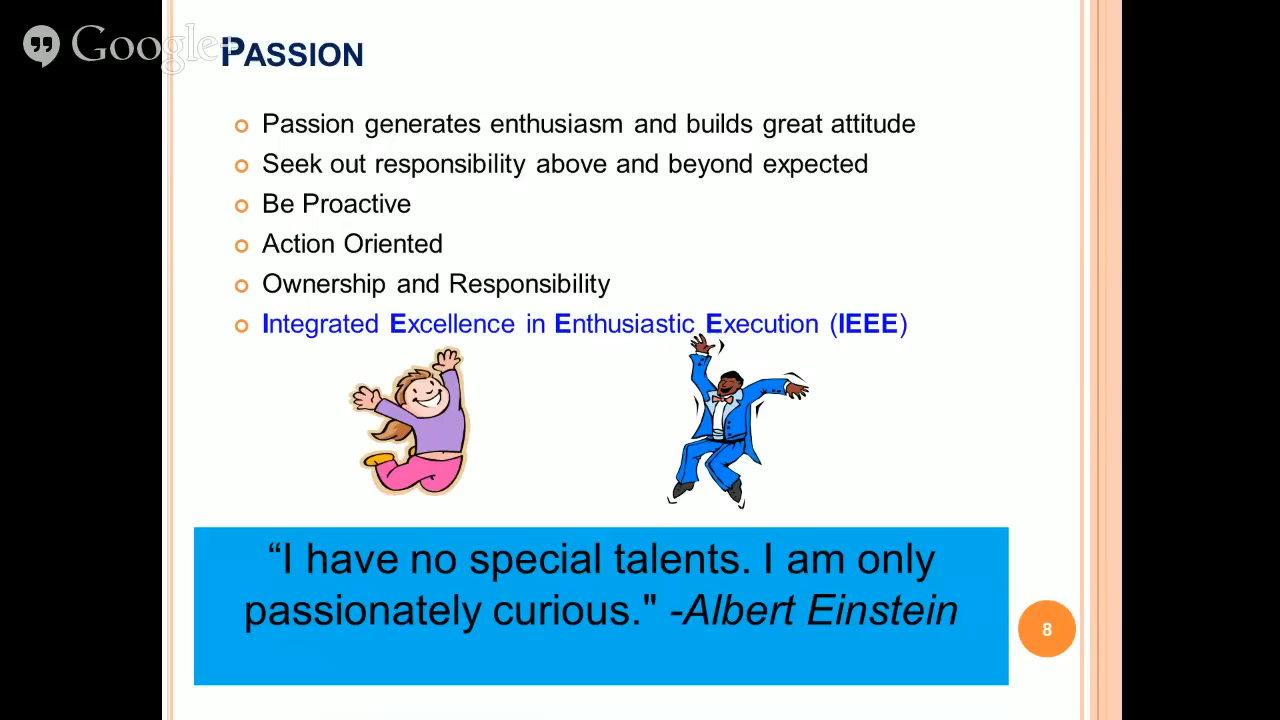 Google+
PASSION
Passion generates enthusiasm and builds great attitude
Seek out responsibility above and beyond expected
Be Proactive
Action Oriented
Ownership and Responsibility
Integrated Excellence in Enthusiastic Execution (IEEE)
“I have no special talents. I am only
passionately curious." -Albert Einstein
8